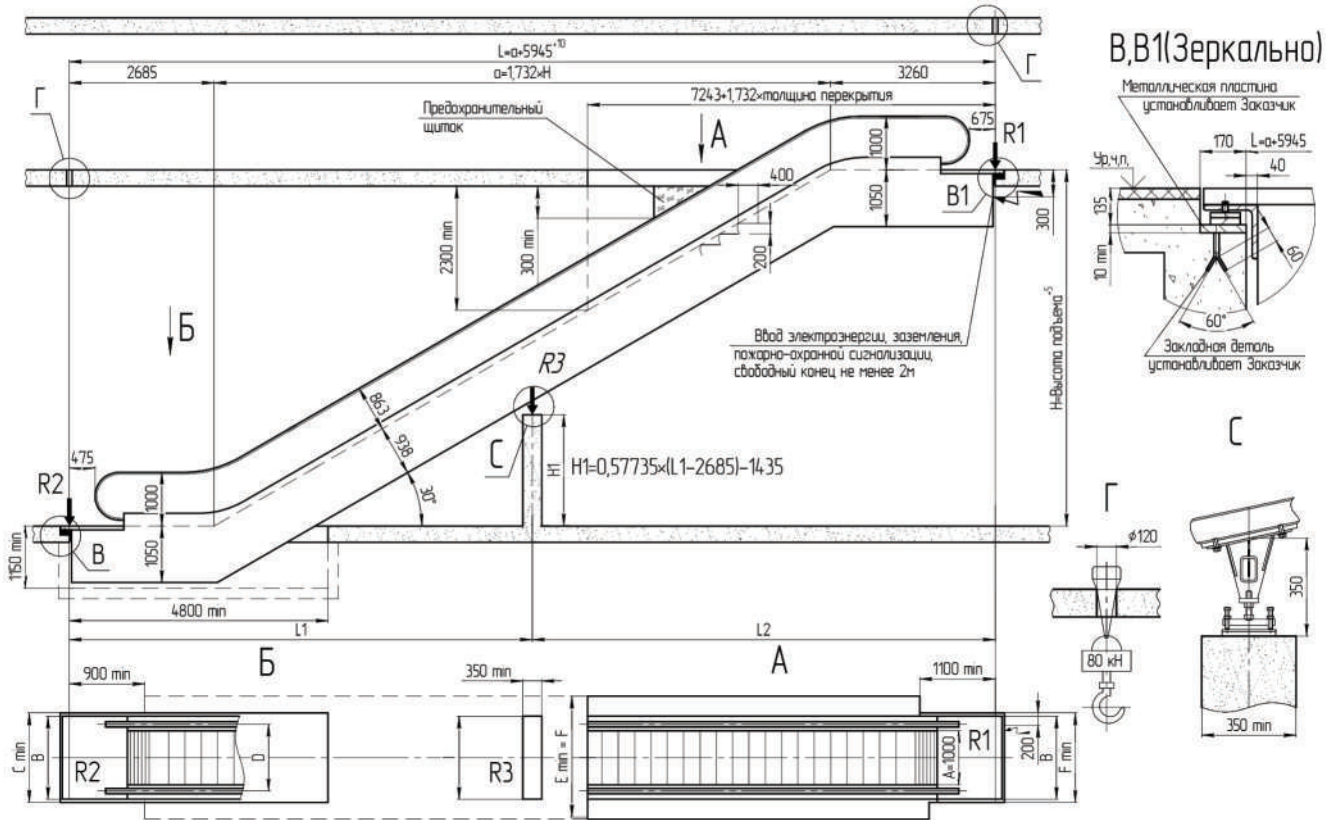 L=a+5945⁺¹⁰
2685
a=1,732×H
3260
7243+1,732×толщина перекрытия
Г
Г
Предохранительный
щиток
А
675
R1
1000
1050
В1
300
400
200
2300 min
300 min
Б
Ввод электроэнергии, заземления,
пожарно-охранной сигнализации,
свободный конец не менее 2м
H=Высота подъема⁻⁵
R3
С
H1
H1=0,57735×(L1-2685)-1435
863
938
30°
475
R2
1000
1050
В
1150 min
4800 min
L1
L2
В,В1(Зеркально)
Металлическая пластина
устанавливает Заказчик
170
L=a+5945
40
Ур.ч.п.
135
10 min
60
60°
Закладная деталь
устанавливает Заказчик
С
350
350 min
Г
ϕ120
80 кН
Б
900 min
350 min
C min
B
R2
D
R3
E min = F
А
1100 min
A=1000
R1
200
B
F min